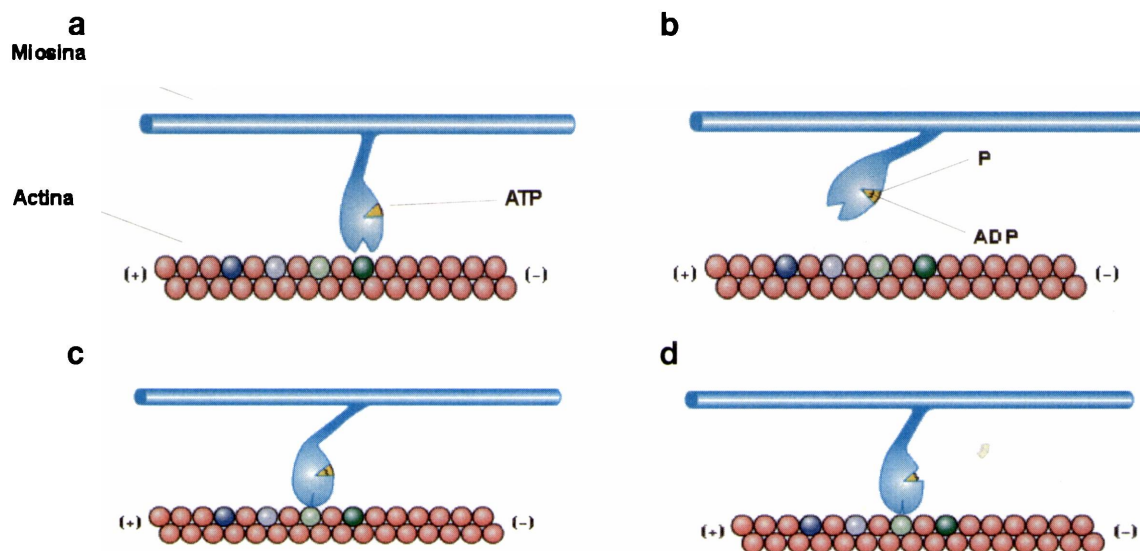 a
Miosina
Actina
ATP
(+)
(-)
b
P
ADP
(+)
(-)
c
(+)
(-)
d
(+)
(-)